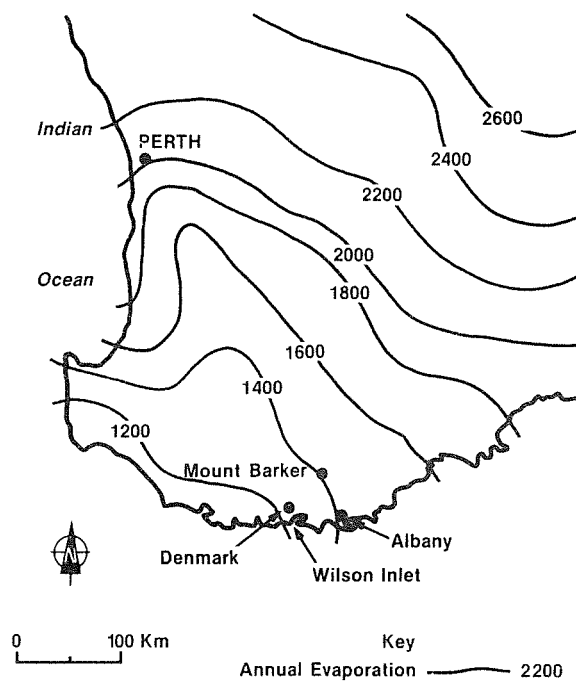 2600
Indian
PERTH
2400
2200
2000
Ocean
1800
1600
1400
1200
Mount Barker
Albany
Denmark
Wilson Inlet
N
0 100 Km
Key
Annual Evaporation 2200